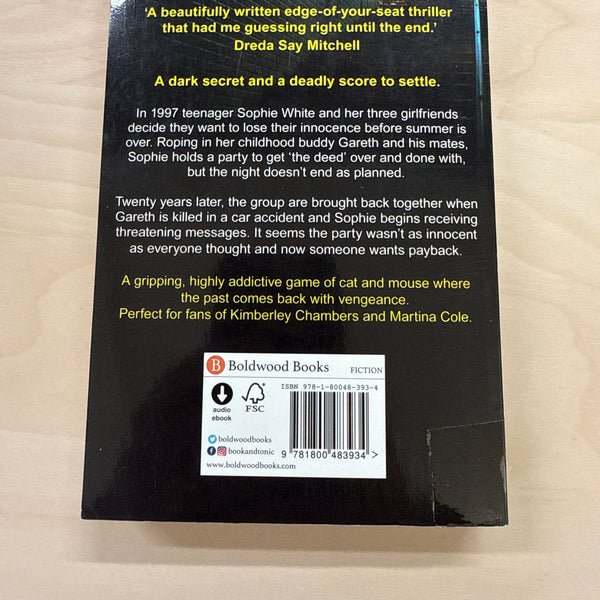 ‘A beautifully written edge-of-your-seat thriller
that had me guessing right until the end.’
Dreda Say Mitchell
A dark secret and a deadly score to settle.
In 1997 teenager Sophie White and her three girlfriends
decide they want to lose their innocence before summer is
over. Roping in her childhood buddy Gareth and his mates,
Sophie holds a party to get ‘the deed’ over and done with,
but the night doesn’t end as planned.
Twenty years later, the group are brought back together when
Gareth is killed in a car accident and Sophie begins receiving
threatening messages. It seems the party wasn’t as innocent
as everyone thought and now someone wants payback.
A gripping, highly addictive game of cat and mouse where
the past comes back with vengeance.
Perfect for fans of Kimberley Chambers and Martina Cole.
B Boldwood Books FICTION
ISBN 978-1-80048-393-4
audio
ebook
FSC
boldwoodbooks
bookandtonic
www.boldwoodbooks.com
9 781800 483934 >